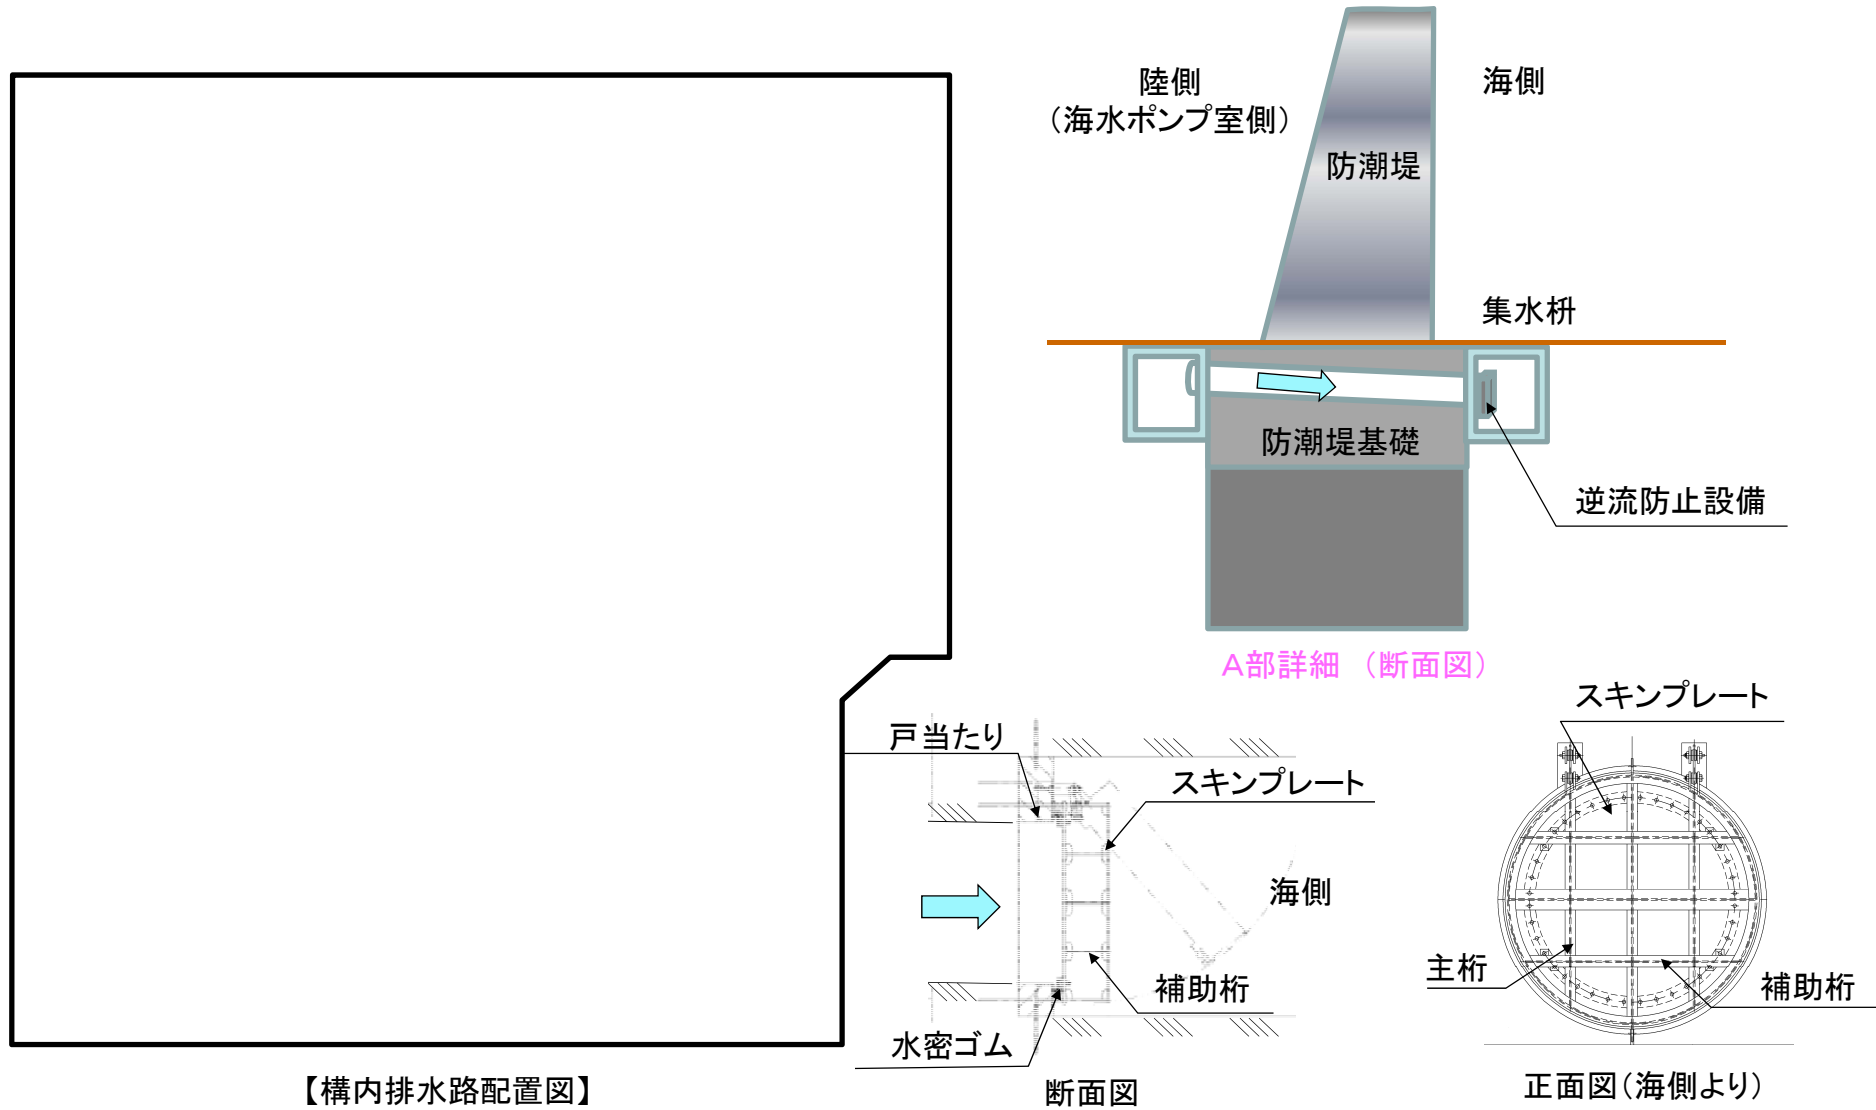 陸側
（海水ポンプ室側）
海側
防潮堤
集水枡
防潮堤基礎
逆流防止設備
A部詳細　（断面図）
戸当たり
スキンプレート
海側
補助桁
水密ゴム
断面図
スキンプレート
主桁
補助桁
正面図（海側より）
【構内排水路配置図】